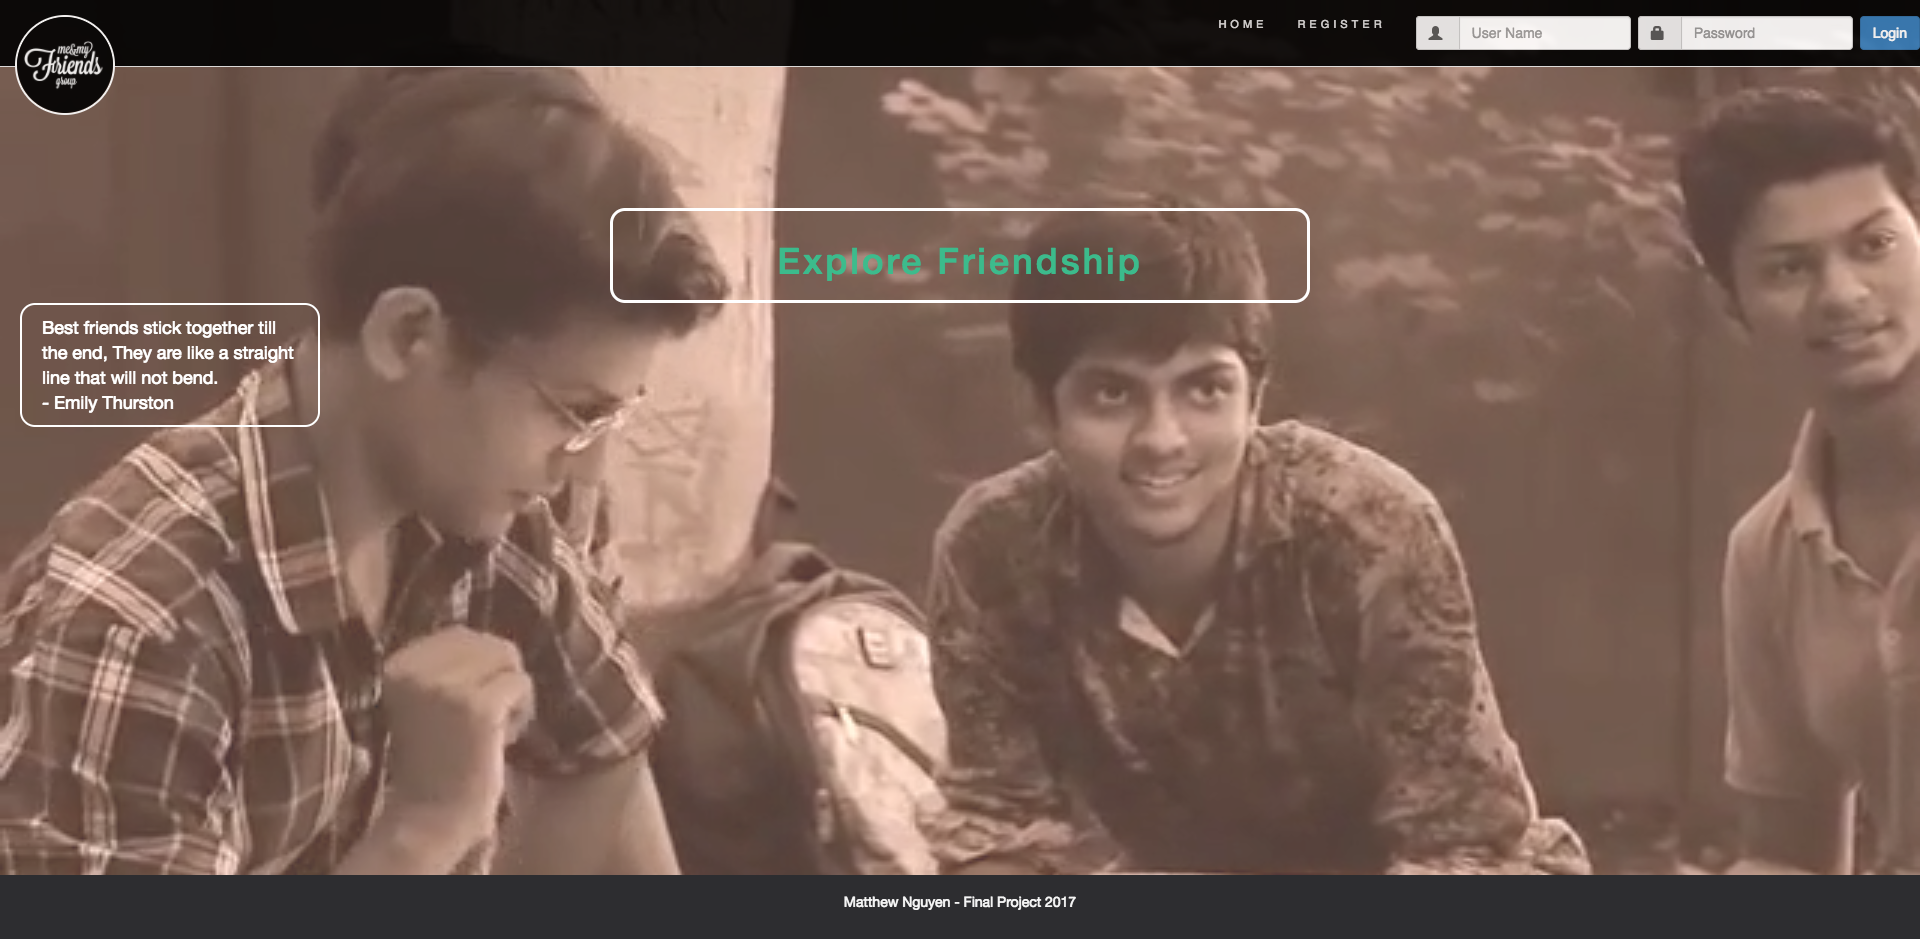 me&my
Friends
group
HOME REGISTER User Name Password Login
Explore Friendship
Best friends stick together till
the end, They are like a straight
line that will not bend.
- Emily Thurston
Matthew Nguyen - Final Project 2017